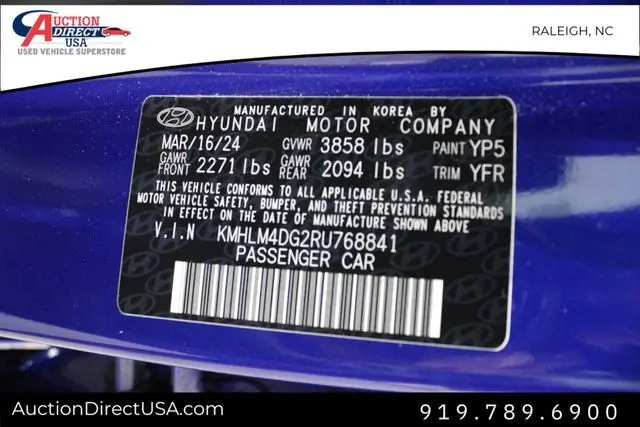 AUCTION
DIRECT
USA
USED VEHICLE SUPERSTORE
RALEIGH, NC
MANUFACTURED IN KOREA BY
HYUNDAI MOTOR COMPANY
MAR/16/24 GVWR 3858 lbs PAINT YP5
GAWR FRONT 2271 lbs GAWR REAR 2094 lbs TRIM YFR
THIS VEHICLE CONFORMS TO ALL APPLICABLE U.S.A. FEDERAL
MOTOR VEHICLE SAFETY, BUMPER, AND THEFT PREVENTION STANDARDS
IN EFFECT ON THE DATE OF MANUFACTURE SHOWN ABOVE
V.I.N KMHLM4DG2RU768841
PASSENGER CAR
AuctionDirectUSA.com
919.789.6900